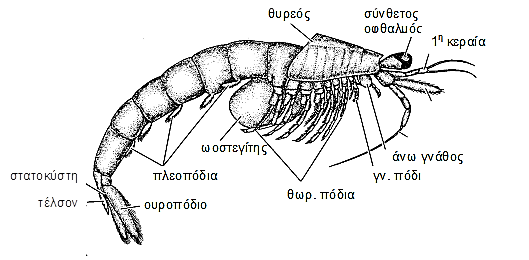 θυρεός
σύνθετος
οφθαλμός
1η κεραία
ωοστεγίτης
άνω γνάθος
πλεοπόδια
γν. πόδι
στατοκύστη
θωρ. πόδια
τέλσον
ουροπόδιο